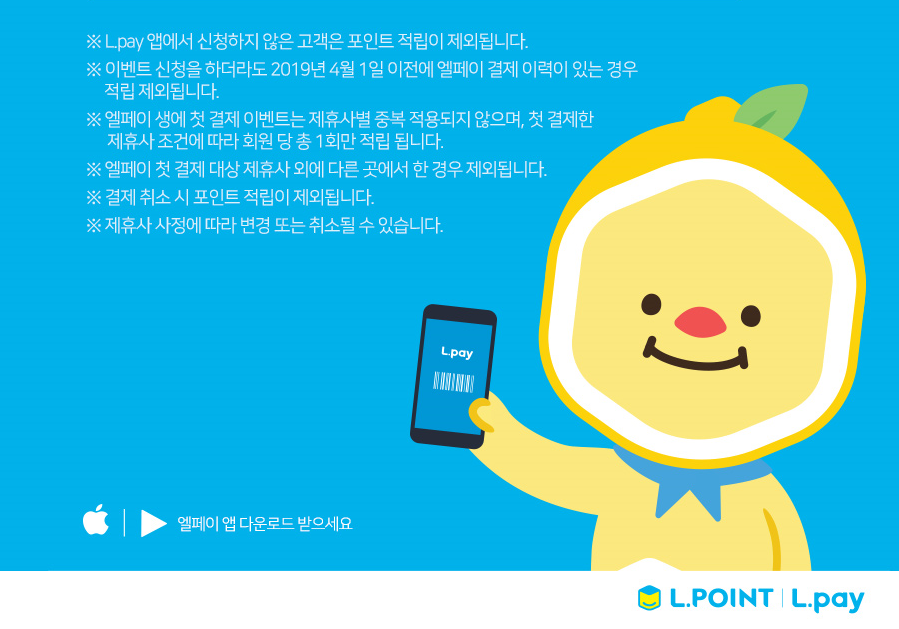 ※ L.pay 앱에서 신청하지 않은 고객은 포인트 적립이 제외됩니다.
※ 이벤트 신청을 하더라도 2019년 4월 1일 이전에 엘페이 결제 이력이 있는 경우
적립 제외됩니다.
※ 엘페이 생에 첫 결제 이벤트는 제휴사별 중복 적용되지 않으며, 첫 결제한
제휴사 조건에 따라 회원 당 총 1회만 적립 됩니다.
※ 엘페이 첫 결제 대상 제휴사 외에 다른 곳에서 한 경우 제외됩니다.
※ 결제 취소 시 포인트 적립이 제외됩니다.
※ 제휴사 사정에 따라 변경 또는 취소될 수 있습니다.
L.pay
엘페이 앱 다운로드 받으세요
L.POINT | L.pay